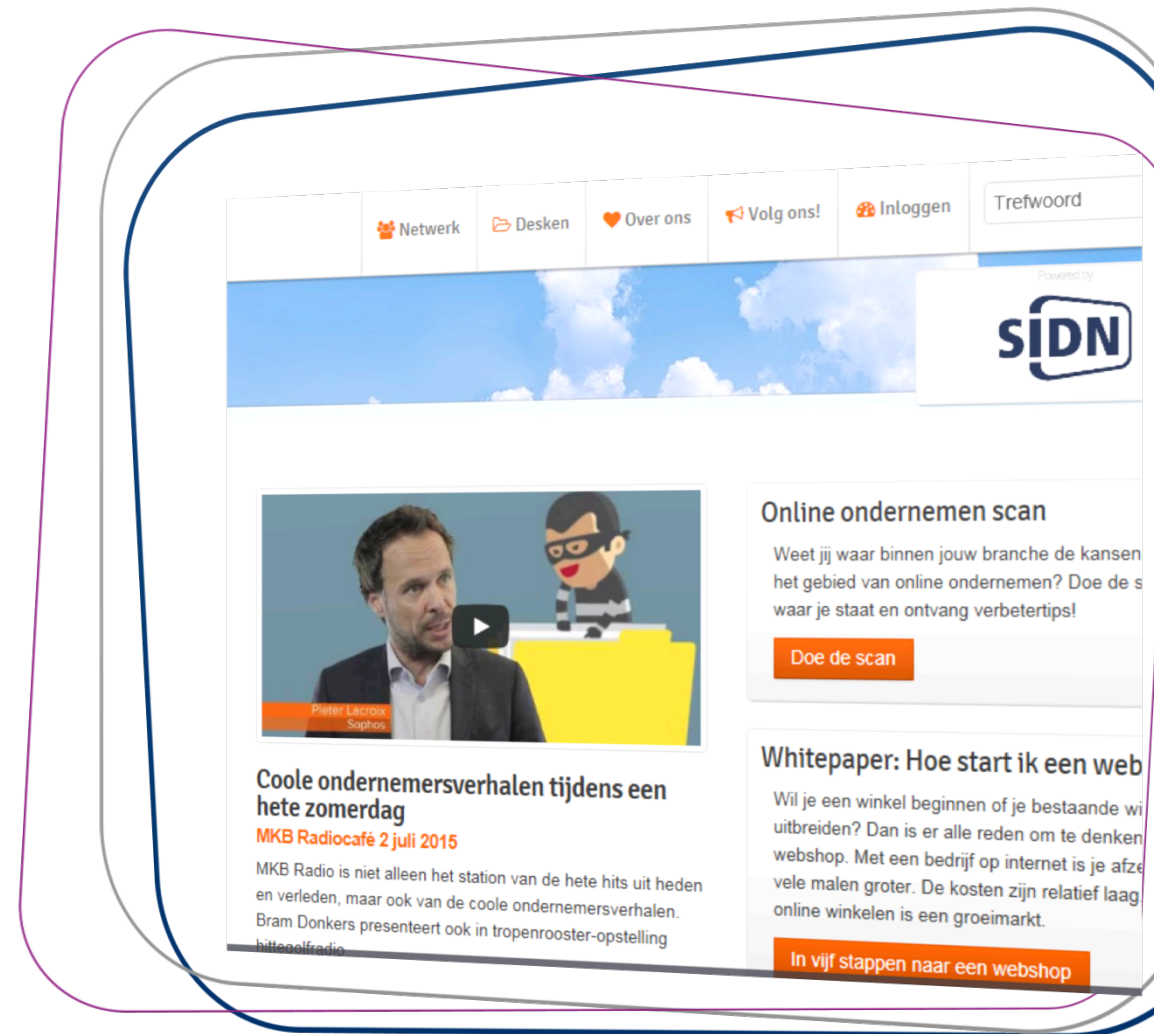 Netwerk Desken Over ons Volg ons! Inloggen Trefwoord
Powered by
SIDN
Pieter Lacroix
Sophos
Coole ondernemersverhalen tijdens een
hete zomerdag
MKB Radiocafé 2 juli 2015
MKB Radio is niet alleen het station van de hete hits uit heden
en verleden, maar ook van de coole ondernemersverhalen.
Bram Donkers presenteert ook in tropenrooster-opstelling
hittegolfradio
Online ondernemen scan
Weet jij waar binnen jouw branche de kansen
het gebied van online ondernemen? Doe de s
waar je staat en ontvang verbetertips!
Doe de scan
Whitepaper: Hoe start ik een web
Wil je een winkel beginnen of je bestaande wi
uitbreiden? Dan is er alle reden om te denken
webshop. Met een bedrijf op internet is je afze
vele malen groter. De kosten zijn relatief laag
online winkelen is een groeimarkt.
In vijf stappen naar een webshop